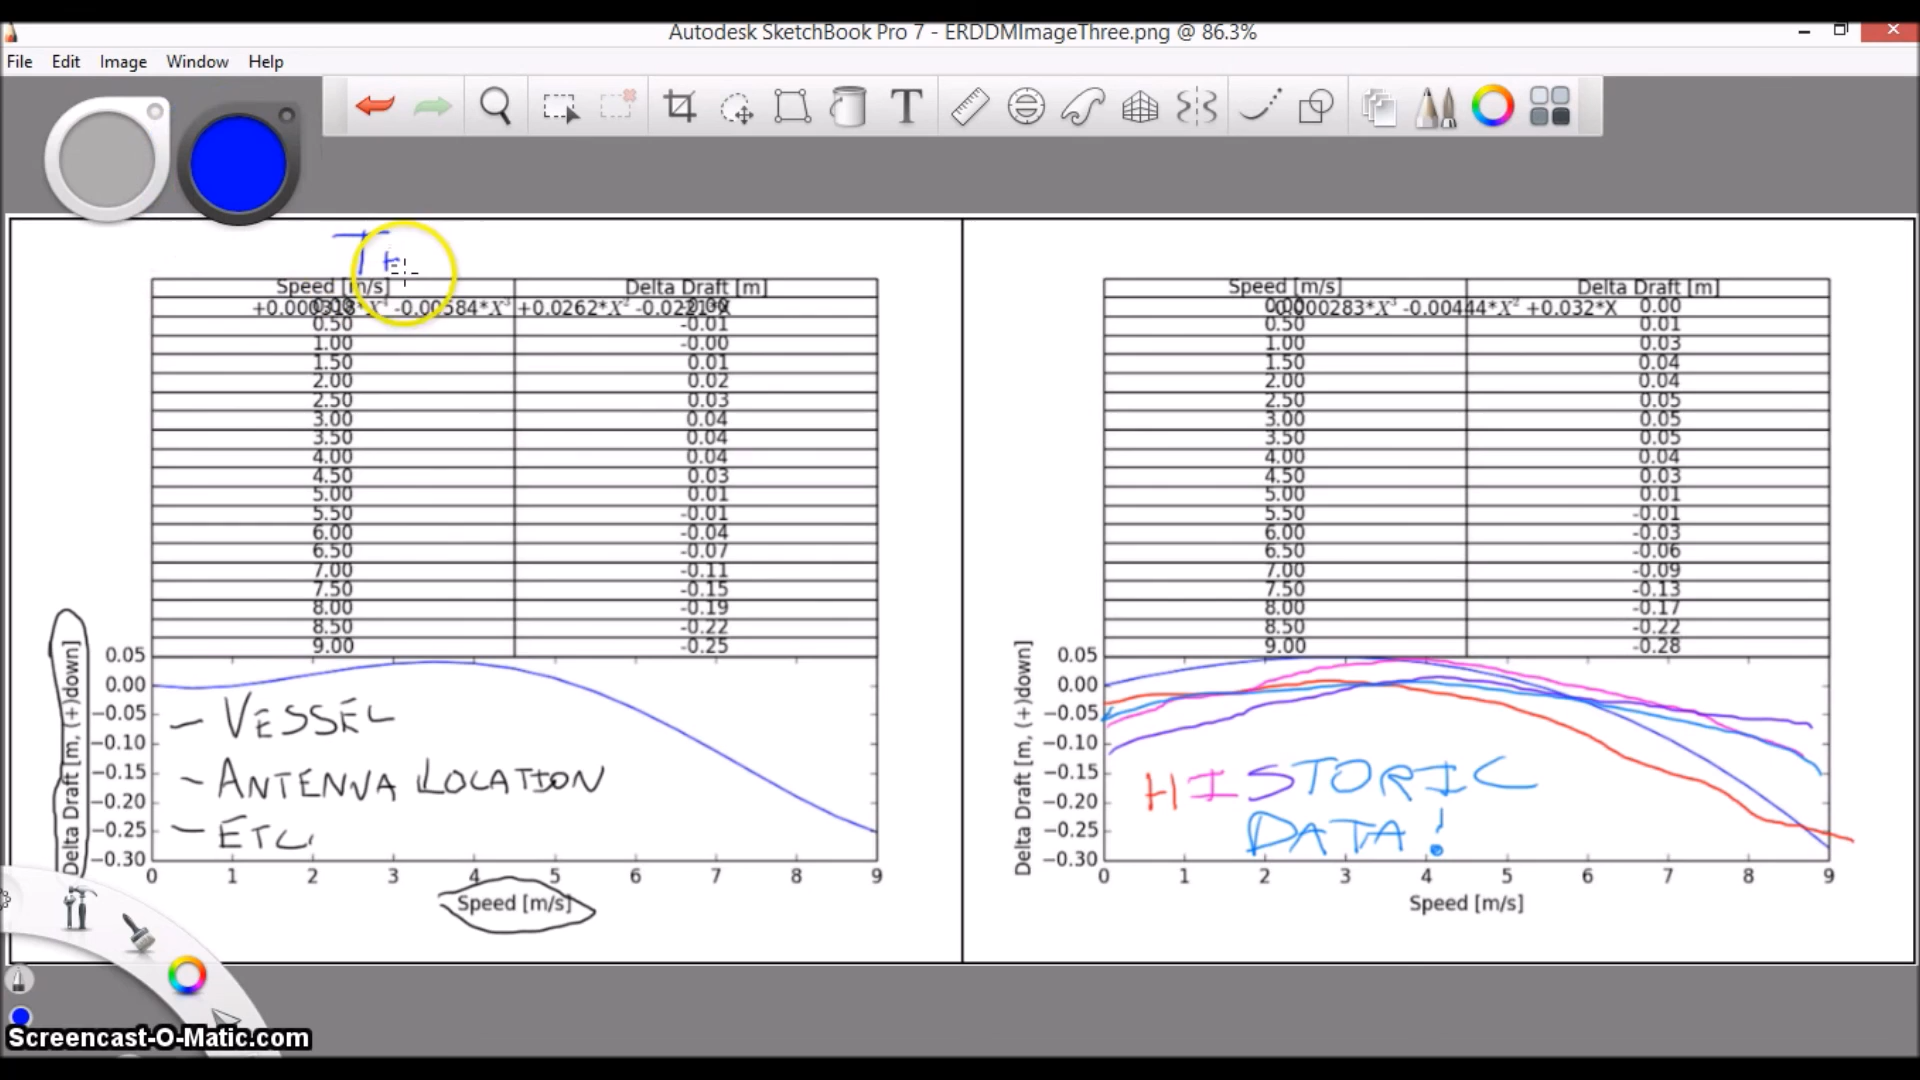 Autodesk SketchBook Pro 7 - ERDDMImageThree.png @ 86.3%
File Edit Image Window Help
T
Speed [m/s] Delta Draft [m]
-0.00584*X³ +0.0262*X²
0.50 -0.01
1.00 -0.00
1.50 0.01
2.00 0.02
2.50 0.03
3.00 0.04
3.50 0.04
4.00 0.04
4.50 0.03
5.00 0.01
5.50 -0.01
6.00 -0.04
6.50 -0.07
7.00 -0.11
7.50 -0.15
8.00 -0.19
8.50 -0.22
9.00 -0.25
Delta Draft [m, (+)down]
0.05
0.00
−0.05
−0.10
−0.15
−0.20
−0.25
−0.30
- VESSEL
- ANTENNA LOCATION
- ETC.
0 1 2 3 4 5 6 7 8 9
Speed [m/s]
Speed [m/s] Delta Draft [m]
-0.00444*X² +0.032*X 0.00
0.50 0.01
1.00 0.03
1.50 0.04
2.00 0.04
2.50 0.05
3.00 0.05
3.50 0.05
4.00 0.04
4.50 0.03
5.00 0.01
5.50 -0.01
6.00 -0.03
6.50 -0.06
7.00 -0.09
7.50 -0.13
8.00 -0.17
8.50 -0.22
9.00 -0.28
Delta Draft [m, (+)down]
0.05
0.00
−0.05
−0.10
−0.15
−0.20
−0.25
−0.30
HISTORIC
DATA!
0 1 2 3 4 5 6 7 8 9
Speed [m/s]
Screencast-O-Matic.com